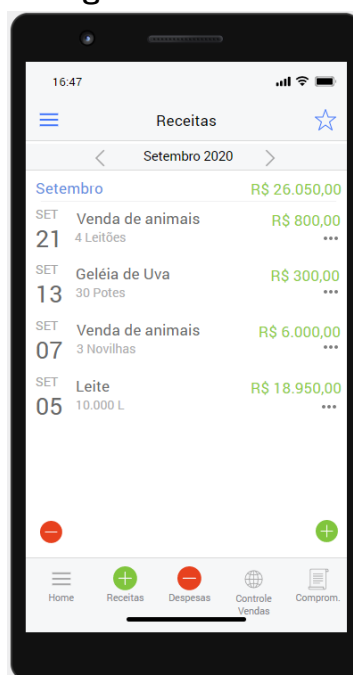 16:47
Receitas
Setembro 2020
Setembro R$ 26.050,00
SET
21 Venda de animais R$ 800,00
4 Leitões
SET
13 Geléia de Uva R$ 300,00
30 Potes
SET
07 Venda de animais R$ 6.000,00
3 Novilhas
SET
05 Leite R$ 18.950,00
10.000 L
Home Receitas Despesas Controle Vendas Comprom.